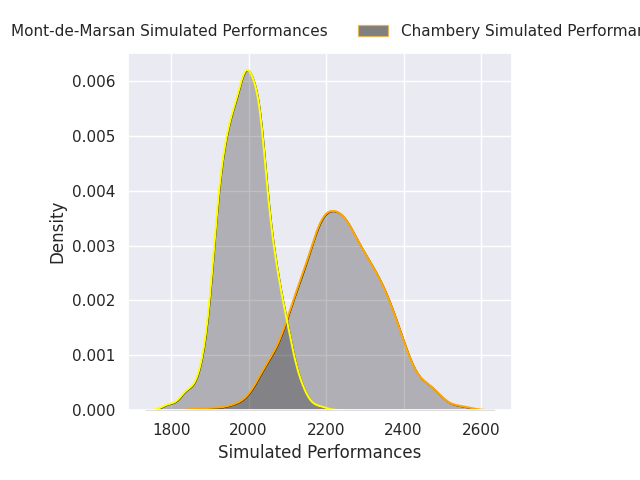 Mont-de-Marsan Simulated Performances
Chambery Simulated
0.006
0.005
0.004
0.003
0.002
0.001
0.000
Density
1800 2000 2200 2400 2600
Simulated Performances